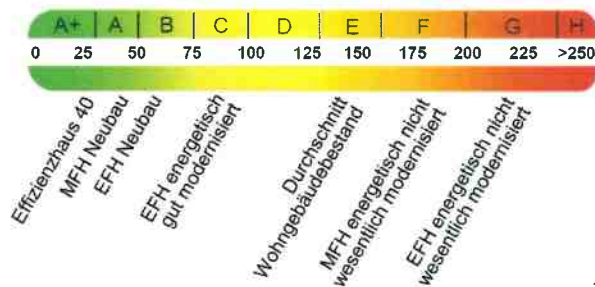 A+ A B C D E F G H
0 25 50 75 100 125 150 175 200 225 >250
Effizienzhaus 40
MFH Neubau
EFH Neubau
EFH energetisch
gut modernisiert
Durchschnitt
Wohngebäudebestand
MFH energetisch nicht
wesentlich modernisiert
EFH energetisch nicht
wesentlich modernisiert